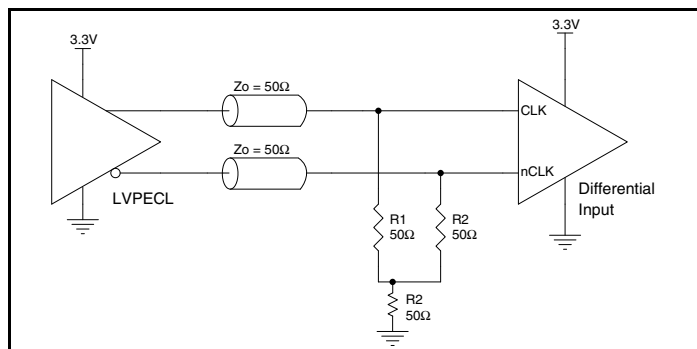 3.3V
3.3V
Zo = 50Ω
CLK
Zo = 50Ω
nCLK
LVPECL
Differential
Input
R1
50Ω
R2
50Ω
R2
50Ω